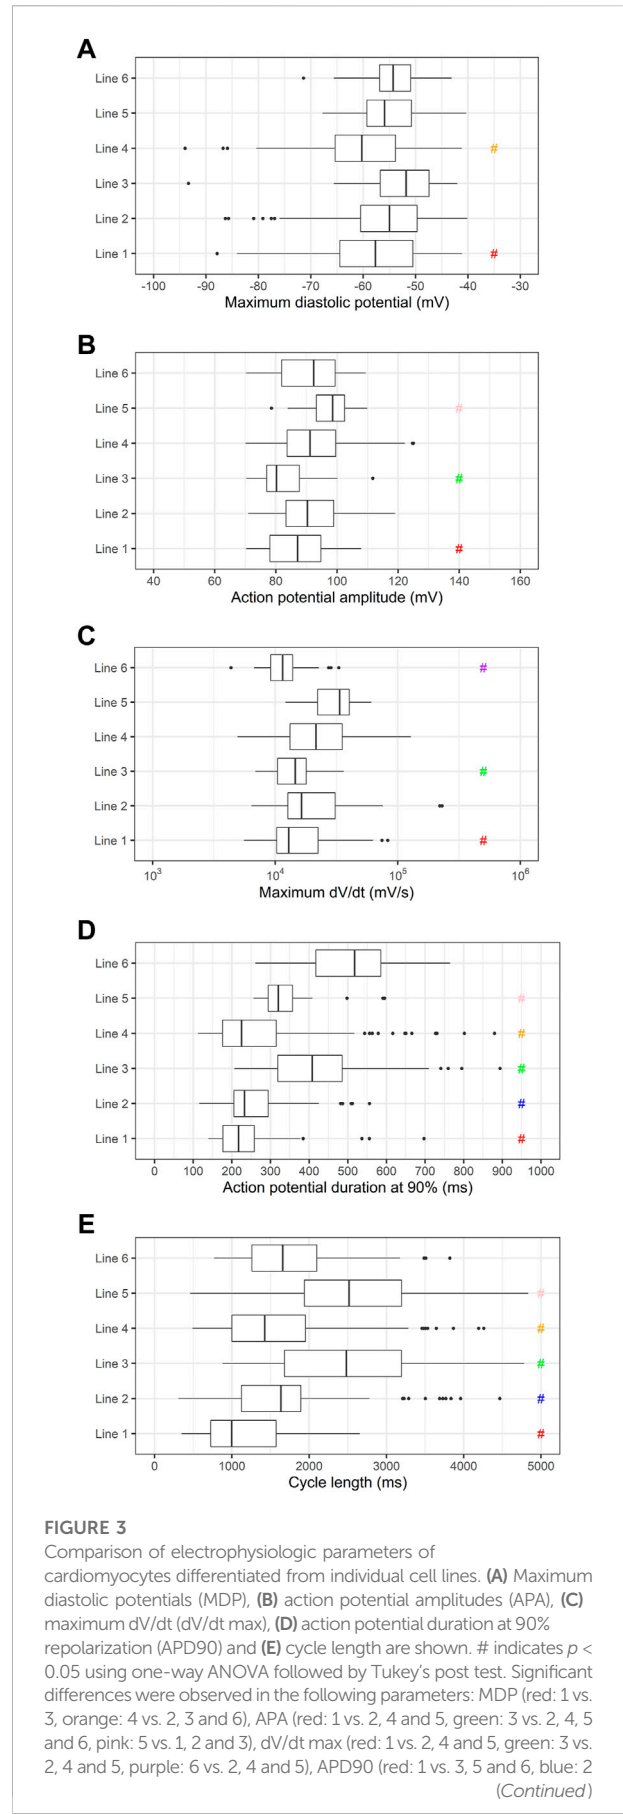 A
Line 6
Line 5
Line 4 #
Line 3
Line 2
Line 1 #
-100 -90 -80 -70 -60 -50 -40 -30
Maximum diastolic potential (mV)
B
Line 6
Line 5 #
Line 4
Line 3 #
Line 2
Line 1 #
40 60 80 100 120 140 160
Action potential amplitude (mV)
C
Line 6 #
Line 5
Line 4
Line 3 #
Line 2
Line 1 #
10³ 10⁴ 10⁵ 10⁶
Maximum dV/dt (mV/s)
D
Line 6
Line 5 #
Line 4 #
Line 3 #
Line 2 #
Line 1 #
0 100 200 300 400 500 600 700 800 900 1000
Action potential duration at 90% (ms)
E
Line 6
Line 5 #
Line 4 #
Line 3 #
Line 2 #
Line 1 #
0 1000 2000 3000 4000 5000
Cycle length (ms)
FIGURE 3
Comparison of electrophysiologic parameters of
cardiomyocytes differentiated from individual cell lines. (A) Maximum
diastolic potentials (MDP), (B) action potential amplitudes (APA), (C)
maximum dV/dt (dV/dt max), (D) action potential duration at 90%
repolarization (APD90) and (E) cycle length are shown. # indicates p <
0.05 using one-way ANOVA followed by Tukey's post test. Significant
differences were observed in the following parameters: MDP (red: 1 vs.
3, orange: 4 vs. 2, 3 and 6), APA (red: 1 vs. 2, 4 and 5, green: 3 vs. 2, 4, 5
and 6, pink: 5 vs. 1, 2 and 3), dV/dt max (red: 1 vs. 2, 4 and 5, green: 3 vs.
2, 4 and 5, purple: 6 vs. 2, 4 and 5), APD90 (red: 1 vs. 3, 5 and 6, blue: 2
(Continued)